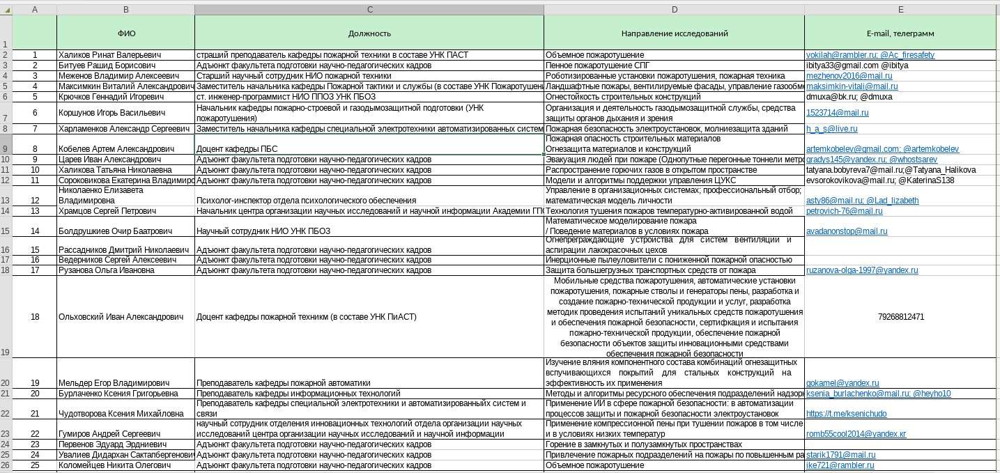 A B C D E
1 ФИО Должность Направление исследований E-mail, телеграмм
2 1 Халиков Ринат Валерьевич страший преподаватель кафедры пожарной техники в составе УНК ПАСТ Объемное пожаротушение vokilah@rambler.ru; @Ac_firesafety
3 2 Битуев Рашид Борисович Адъюнкт факультета подготовки научно-педагогических кадров Пенное пожаротушение СПГ ibitya33@gmail.com @ibitya
4 3 Меженов Владимир Алексеевич Старший научный сотрудник НИО пожарной техники Роботизированные установки пожаротушения, пожарная техника mezhenov2016@mail.ru
5 4 Максимкин Виталий Александрович Заместитель начальника кафедры Пожарной тактики и службы (в составе УНК Пожаротушени Ландшафтные пожары, вентилируемые фасады, управление газообме maksimkin-vitali@mail.ru
6 5 Крючков Геннадий Игоревич ст. инженер-программист НИО ППОЗ УНК ПБОЗ Огнестойкость строительных конструкций dmuxa@bk.ru; @dmuxa
Начальник кафедры пожарно-строевой и газодымозащитной подготовки (УНК Организация и деятельность газодымозащитной службы, средства
7 6 Коршунов Игорь Васильевич пожаротушения) защиты органов дыхания и зрения 1523714@mail.ru
8 7 Харламенков Александр Сергеевич Заместитель начальника кафедры специальной электротехники автоматизированных систем Пожарная безопасность электроустановок, молниезащита зданий h_a_s@live.ru
Пожарная опасность строительных материалов
9 8 Кобелев Артем Александрович Доцент кафедры ПБС Огнезащита материалов и конструкций artemkobelev@gmail.com; @artemkobelev
10 9 Царев Иван Александрович Адъюнкт факультета подготовки научно-педагогических кадров Эвакуация людей при пожаре (Однопутные перегонные тоннели метро gradys145@yandex.ru; @whostsarev
11 10 Халикова Татьяна Николаевна Адъюнкт факультета подготовки научно-педагогических кадров Распространение горючих газов в открытом пространстве tatyana.bobyreva7@mail.ru;@Tatyana_Halikova
12 11 Сороковикова Екатерина Владимиро Адъюнкт факультета подготовки научно-педагогических кадров Модели и алгоритмы поддержки управления ЦУКС evsorokovikova@mail.ru; @KaterinaS138
Николаенко Елизавета Управление в организационных системах; профессиональный отбор;
13 12 Владимировна Психолог-инспектор отдела психологического обеспечения математическая модель личности asty86@mail.ru; @Lad_lizabeth
14 13 Храмцов Сергей Петрович Начальник центра организации научных исследований и научной информации Академии ГПС Технология тушения пожаров температурно-активированной водой petrovich-76@mail.ru
Математическое моделирование пожара
15 14 Болдрушкиев Очир Баатрович Научный сотрудник НИО УНК ПБОЗ / Поведение материалов в условиях пожара avadanonstop@mail.ru
Огнепреграждающие устройства для систем вентиляции и
16 15 Рассадников Дмитрий Николаевич Адъюнкт факультета подготовки научно-педагогических кадров аспирации лакокрасочных цехов
17 16 Ведерников Сергей Алексеевич Адъюнкт факультета подготовки научно-педагогических кадров Инерционные пылеуловители с пониженной пожарной опасностью
18 17 Рузанова Ольга Ивановна Адъюнкт факультета подготовки научно-педагогических кадров Защита большегрузных транспортных средств от пожара ruzanova-olga-1997@yandex.ru
Мобильные средства пожаротушения, автоматические установки
пожаротушения, пожарные стволы и генераторы пены, разработка и
создание пожарно-технической продукции и услуг, разработка
методик проведения испытаний уникальных средств пожаротушения
19 18 Ольховский Иван Александрович Доцент кафедры пожарной техникм (в составе УНК ПиАСТ) и обеспечения пожарной безопасности, сертифкация и испытания 79268812471
пожарно-технической продукции, обеспечение пожарной
безопасности объектов защиты инновационными средствами
обеспечения пожарной безопасности
Изучение вляния компонентного состава комбинаций огнезащитных
вспучивающихся покрытий для стальных конструкций на
20 19 Мельдер Егор Владимирович Преподаватель кафедры пожарной автоматики эффективность их применения gokamel@yandex.ru
21 20 Бурлаченко Ксения Григорьевна Преподаватель кафедры информационных технологий Методы и алгоритмы ресурсного обеспечения подразделений надзорн ksenia_burlachenko@mail.ru; @heyho10
Преподаватель кафедры специальной электротехники и автоматизированныйх систем и Применение ИИ в сфере пожарной безопасности: в автоматизации
22 21 Чудотворова Ксения Михайловна связи процессов защиты и пожарной безопасности электроустановок https://t.me/ksenichudo
научный сотрудник отделения инновационных технологий отдела организации научных Применение компрессионной пены при тушении пожаров в том числе
23 22 Гумиров Андрей Сергеевич исследований центра организации научных исследований и научной информации и в условиях низких температур romb55cool2014@yandex.кг
24 23 Первенов Эдуард Эрдниевич Адъюнкт факультета подготовки научно-педагогических кадров Горение в замкнутых и полузамкнутых пространствах
25 24 Увалиев Дидархан Сактапбергенович Адъюнкт факультета подготовки научно-педагогических кадров Привлечение пожарных подразделений на пожары по повышенным ра starik1791@mail.ru
26 25 Коломейцев Никита Олегович Адъюнкт факультета подготовки научно-педагогических кадров Объемное пожаротушение ike721@rambler.ru